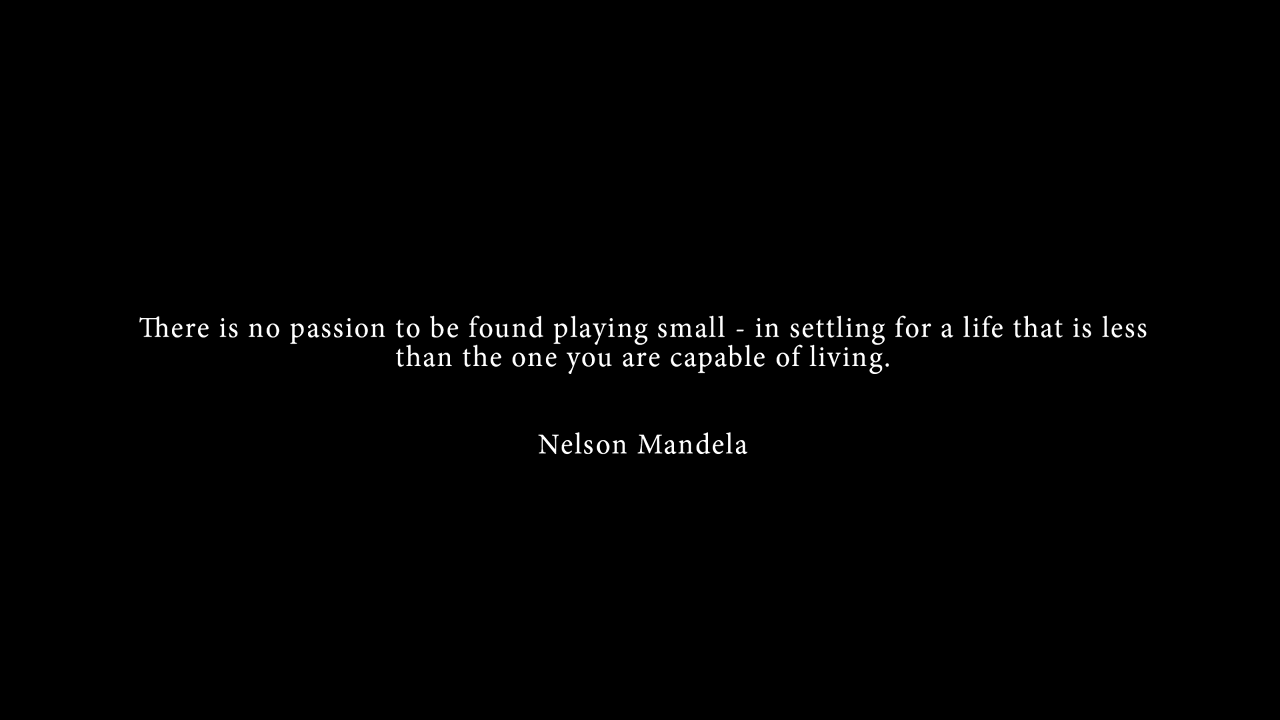 There is no passion to be found playing small - in settling for a life that is less
than the one you are capable of living.
Nelson Mandela